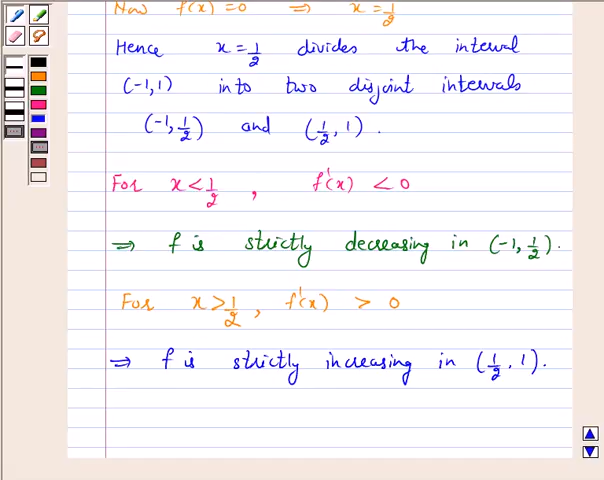 Now f'(x) = 0 ⟹ x = 1/2
Hence x = 1/2 divides the interval
(-1, 1) into two disjoint intervals
(-1, 1/2) and (1/2, 1).
For x < 1/2, f'(x) < 0
⟹ f is strictly decreasing in (-1, 1/2).
For x > 1/2, f'(x) > 0
⟹ f is strictly increasing in (1/2, 1).